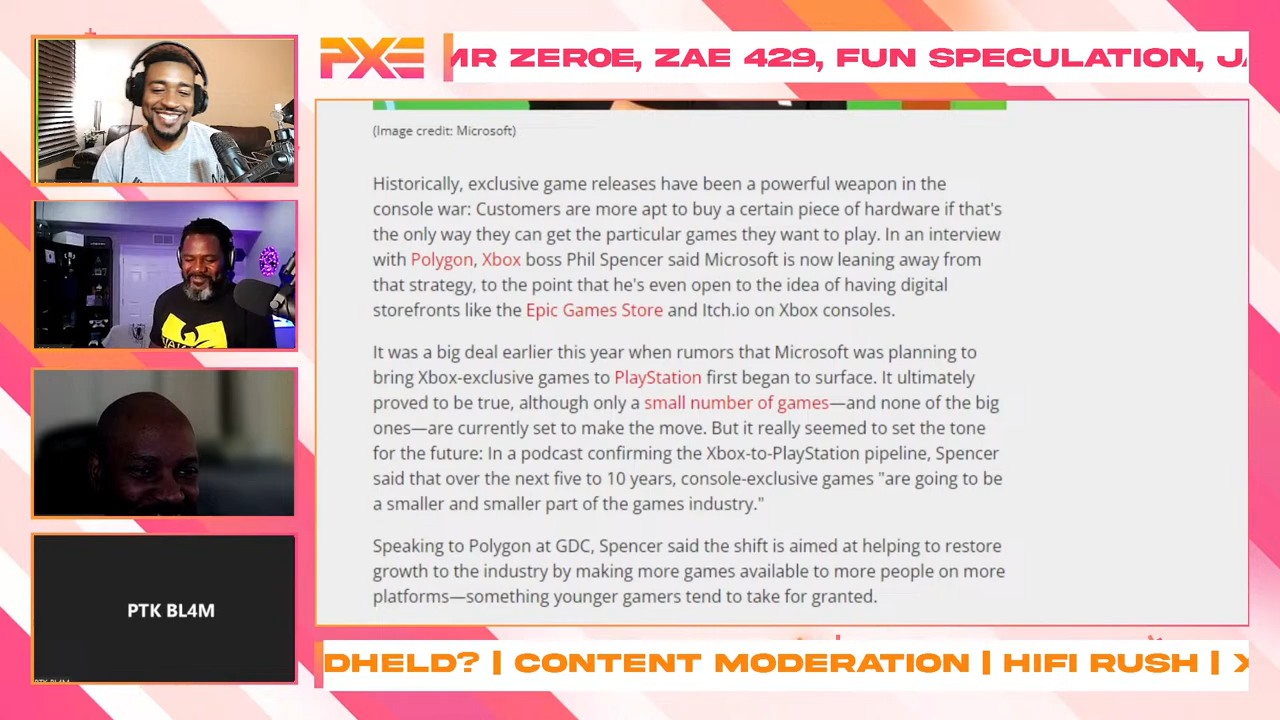 PXE
MR ZEROE, ZAE 429, FUN SPECULATION, JA
(Image credit: Microsoft)
Historically, exclusive game releases have been a powerful weapon in the
console war: Customers are more apt to buy a certain piece of hardware if that's
the only way they can get the particular games they want to play. In an interview
with Polygon, Xbox boss Phil Spencer said Microsoft is now leaning away from
that strategy, to the point that he's even open to the idea of having digital
storefronts like the Epic Games Store and Itch.io on Xbox consoles.
It was a big deal earlier this year when rumors that Microsoft was planning to
bring Xbox-exclusive games to PlayStation first began to surface. It ultimately
proved to be true, although only a small number of games—and none of the big
ones—are currently set to make the move. But it really seemed to set the tone
for the future: In a podcast confirming the Xbox-to-PlayStation pipeline, Spencer
said that over the next five to 10 years, console-exclusive games "are going to be
a smaller and smaller part of the games industry."
Speaking to Polygon at GDC, Spencer said the shift is aimed at helping to restore
growth to the industry by making more games available to more people on more
platforms—something younger gamers tend to take for granted.
PTK BL4M
DHELD? | CONTENT MODERATION | HIFI RUSH | X